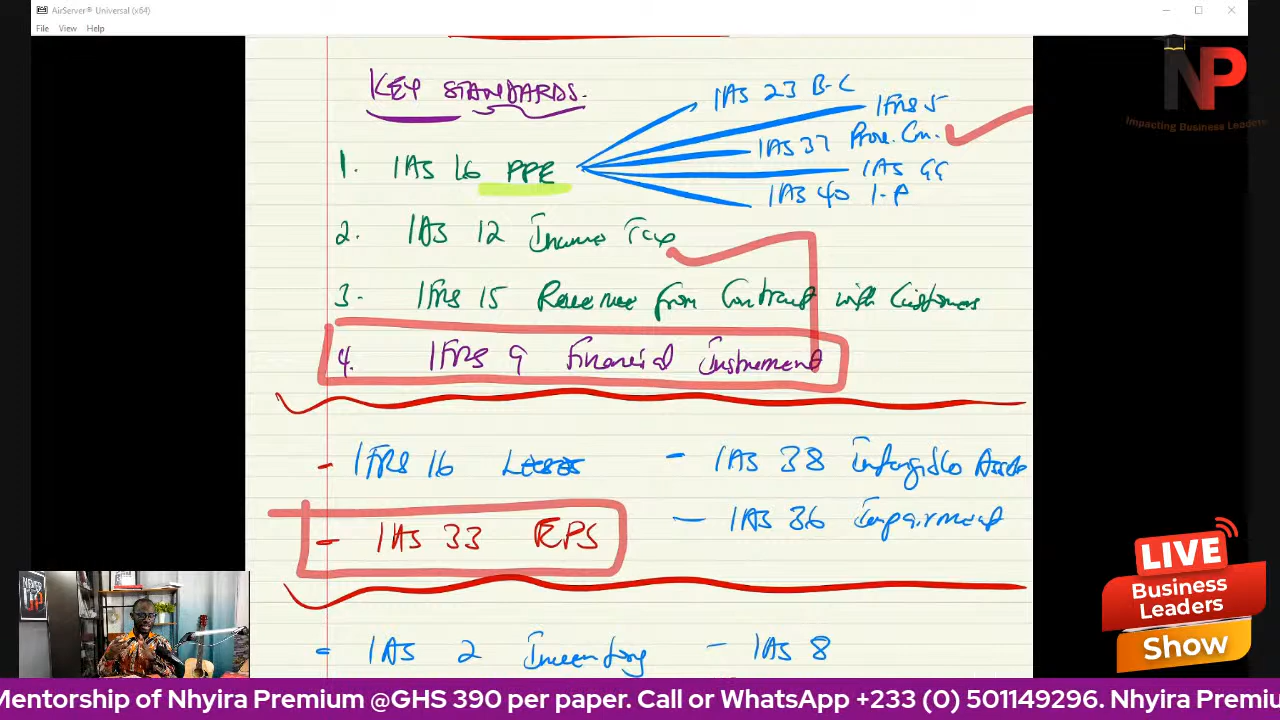 AirServer® Universal (x64)
File View Help
NP
Impacting Business Leaders
KEY STANDARDS.
IAS 23 B-C
IFRS 5
IAS 37 Prov. Con.
1. IAS 16 PPE
IAS 40 I-P
2. IAS 12 Income Tax
3. IFRS 15 Revenue from Contract with Customers
4. IFRS 9 Financial Instrument
- IFRS 16 Leases - IAS 38 Intangible Assets
- IAS 33 EPS - IAS 36 Impairment
- IAS 2 Inventory - IAS 8
LIVE
Business
Leaders
Show
Mentorship of Nhyira Premium @GHS 390 per paper. Call or WhatsApp +233 (0) 501149296. Nhyira Premiu